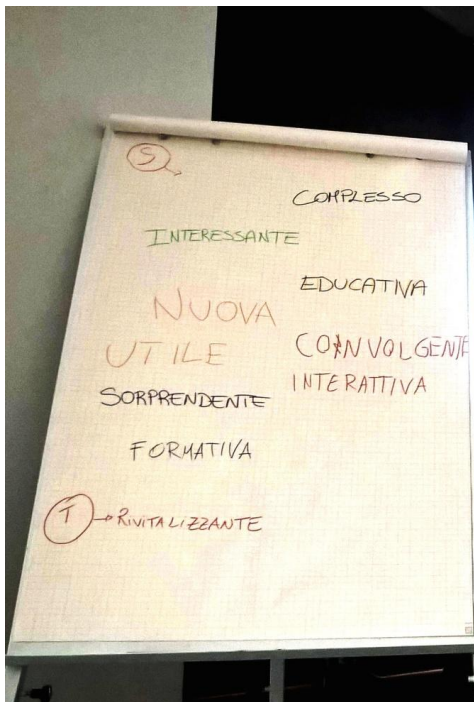 S →
COMPLESSO
INTERESSANTE
EDUCATIVA
NUOVA
UTILE
COINVOLGENTE
INTERATTIVA
SORPRENDENTE
FORMATIVA
T → RIVITALIZZANTE